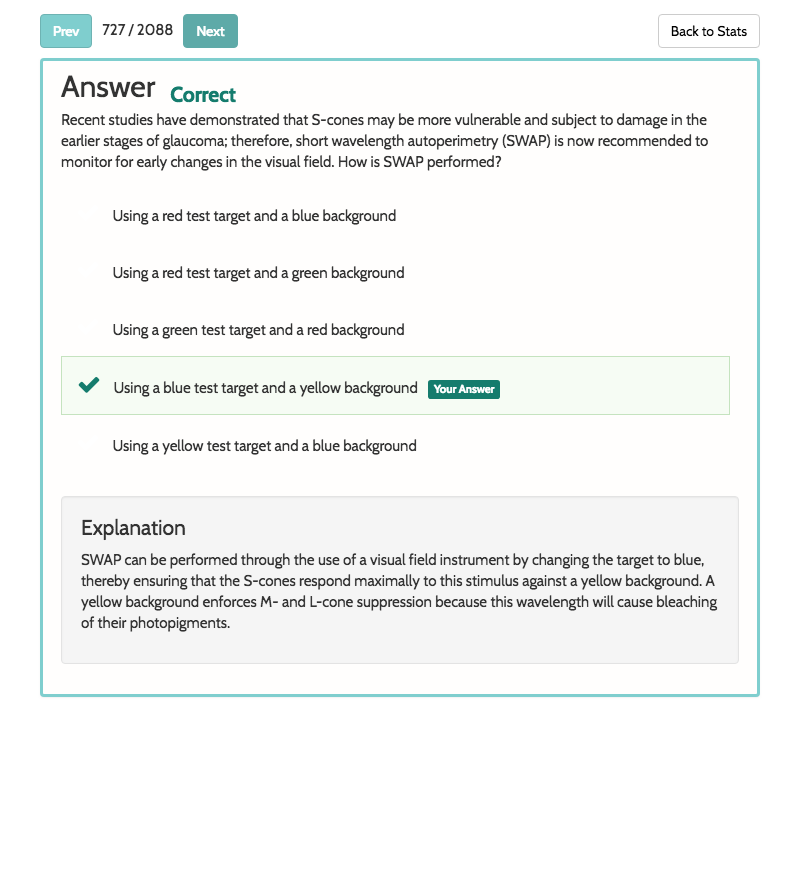 Prev
727 / 2088
Next
Back to Stats
Answer Correct
Recent studies have demonstrated that S-cones may be more vulnerable and subject to damage in the
earlier stages of glaucoma; therefore, short wavelength autoperimetry (SWAP) is now recommended to
monitor for early changes in the visual field. How is SWAP performed?
Using a red test target and a blue background
Using a red test target and a green background
Using a green test target and a red background
Using a blue test target and a yellow background Your Answer
Using a yellow test target and a blue background
Explanation
SWAP can be performed through the use of a visual field instrument by changing the target to blue,
thereby ensuring that the S-cones respond maximally to this stimulus against a yellow background. A
yellow background enforces M- and L-cone suppression because this wavelength will cause bleaching
of their photopigments.